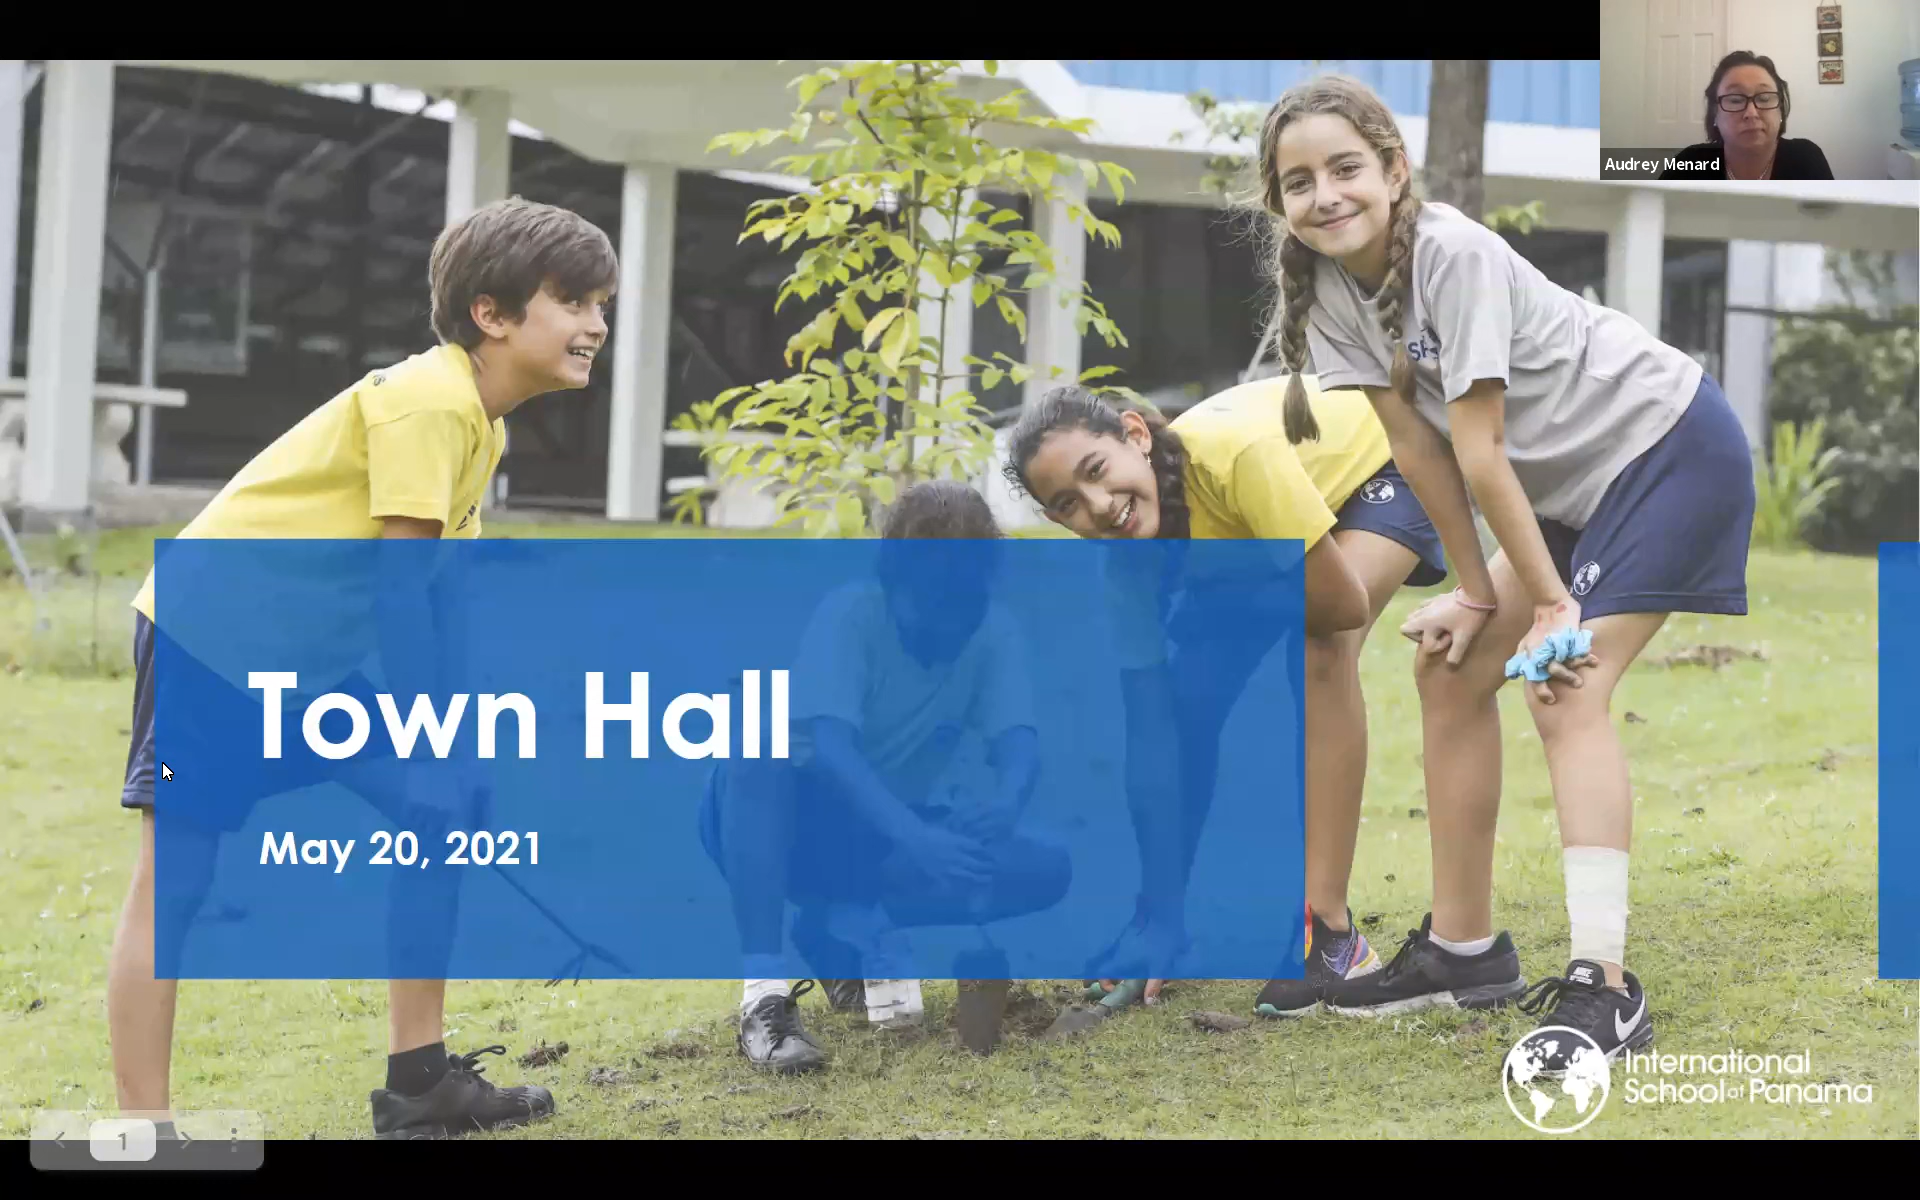 Audrey Menard
Town Hall
May 20, 2021
International
School of Panama
1